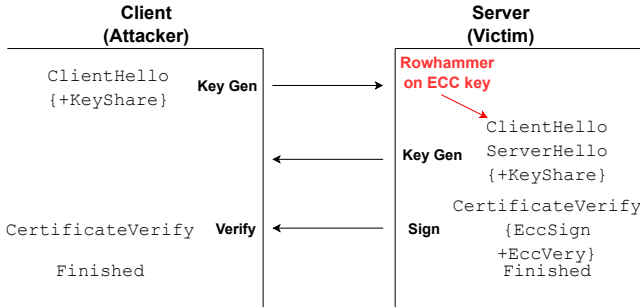 Client
(Attacker)
Server
(Victim)
ClientHello
{+KeyShare}
Key Gen
Rowhammer
on ECC key
ClientHello
ServerHello
{+KeyShare}
Key Gen
CertificateVerify
Verify
Sign
CertificateVerify
{EccSign
+EccVery}
Finished
Finished